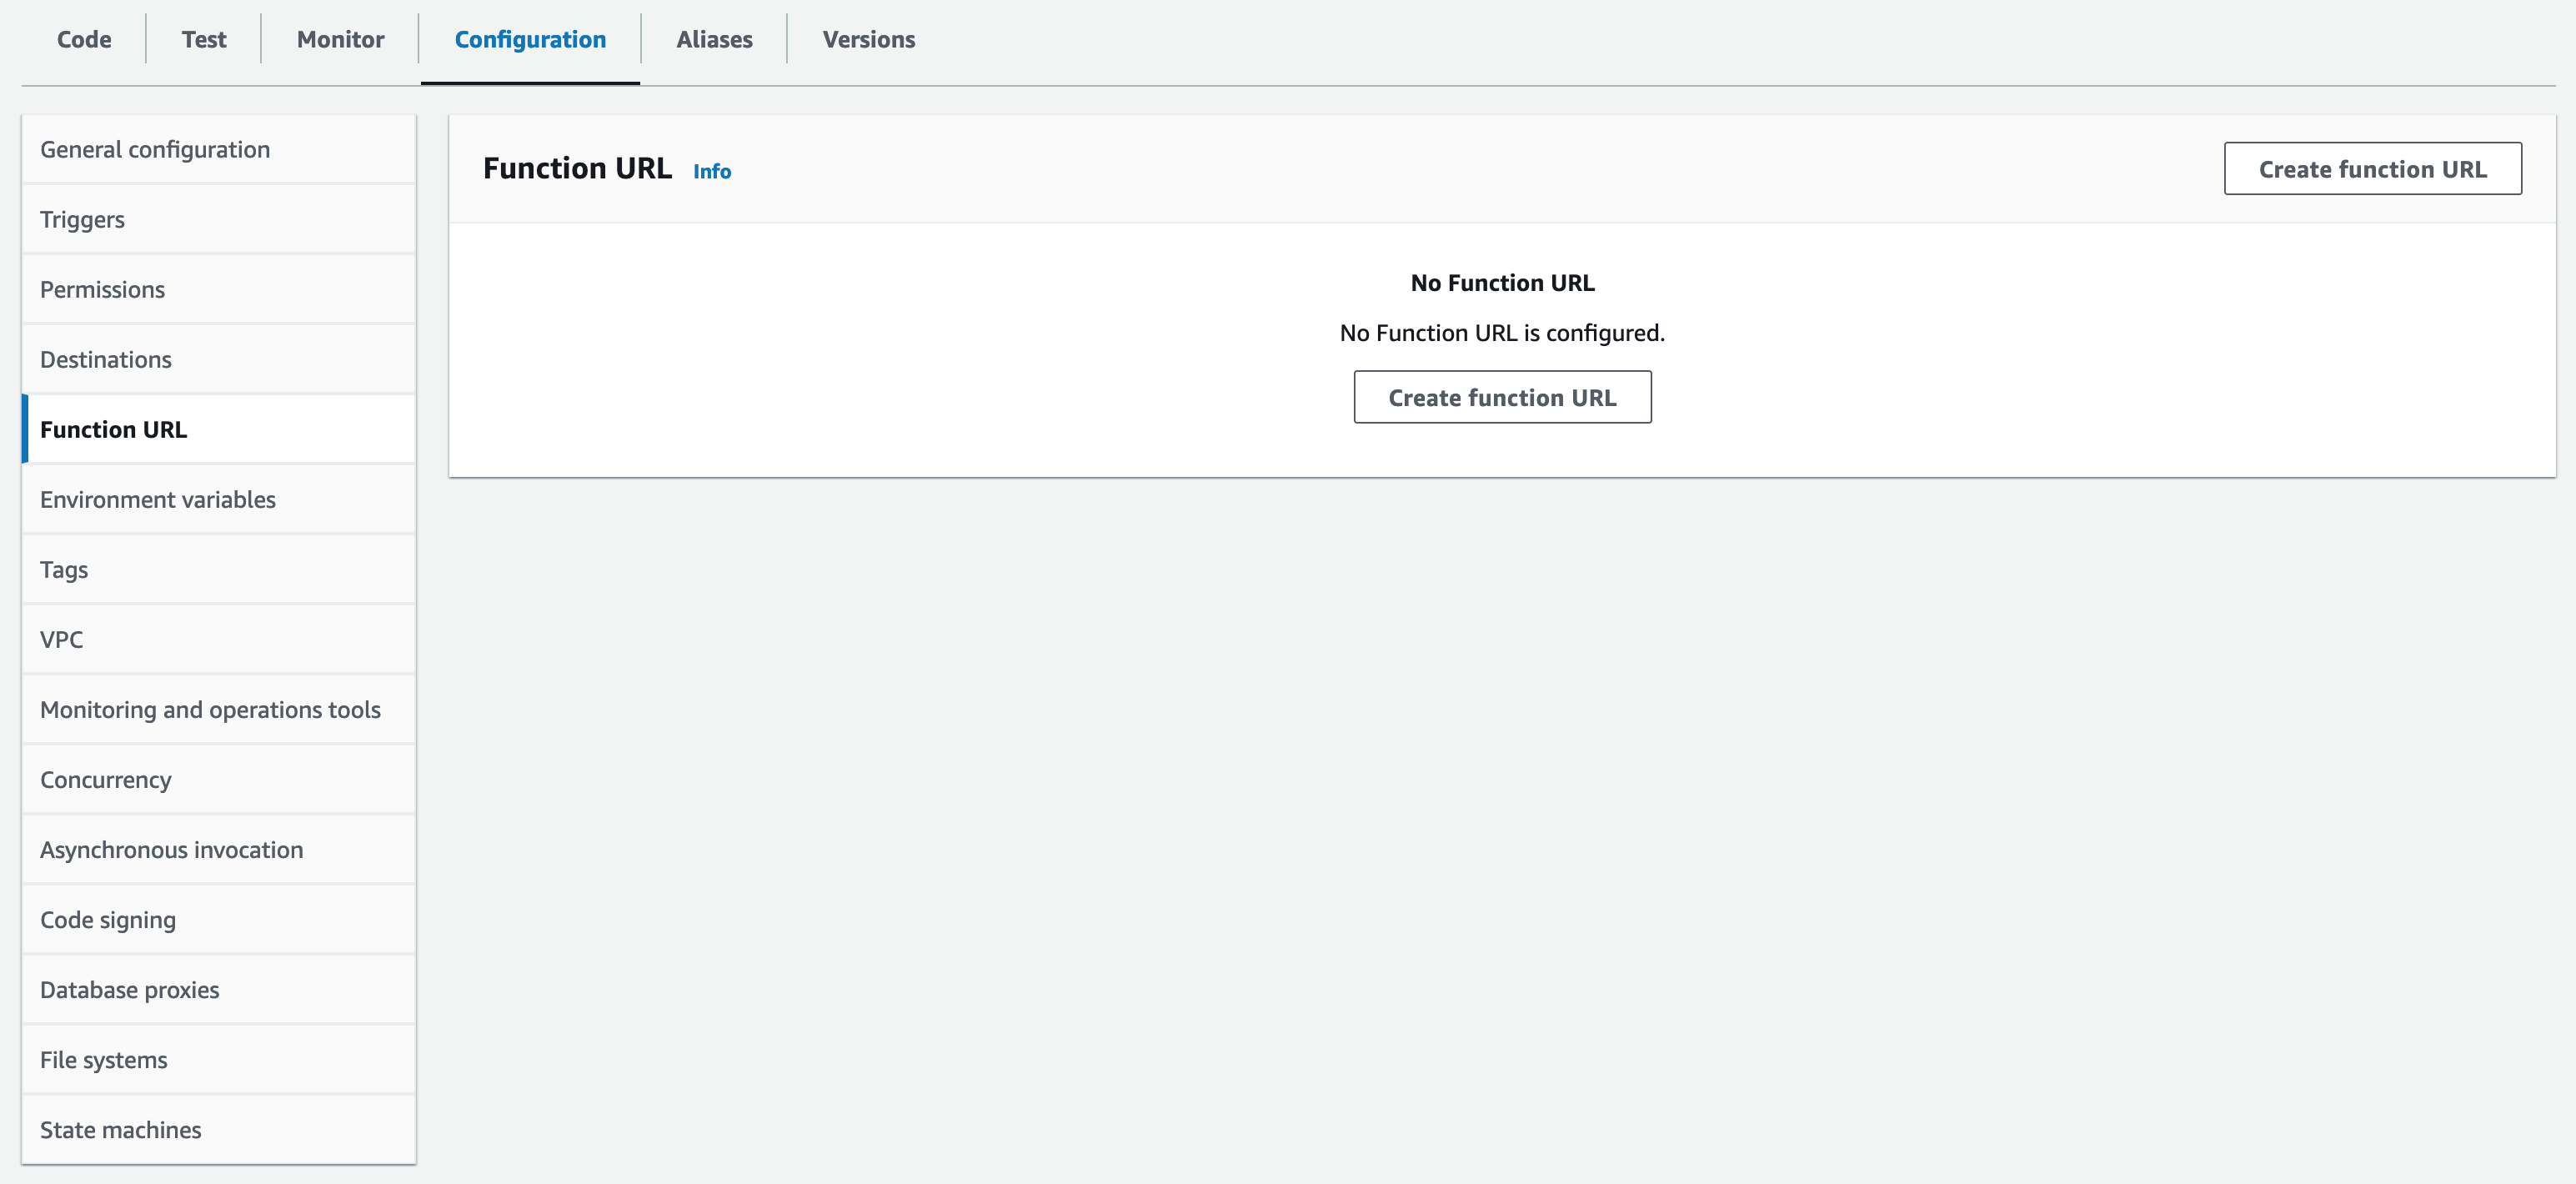 Code Test Monitor Configuration Aliases Versions
General configuration
Triggers
Permissions
Destinations
Function URL
Environment variables
Tags
VPC
Monitoring and operations tools
Concurrency
Asynchronous invocation
Code signing
Database proxies
File systems
State machines
Function URL Info
Create function URL
No Function URL
No Function URL is configured.
Create function URL